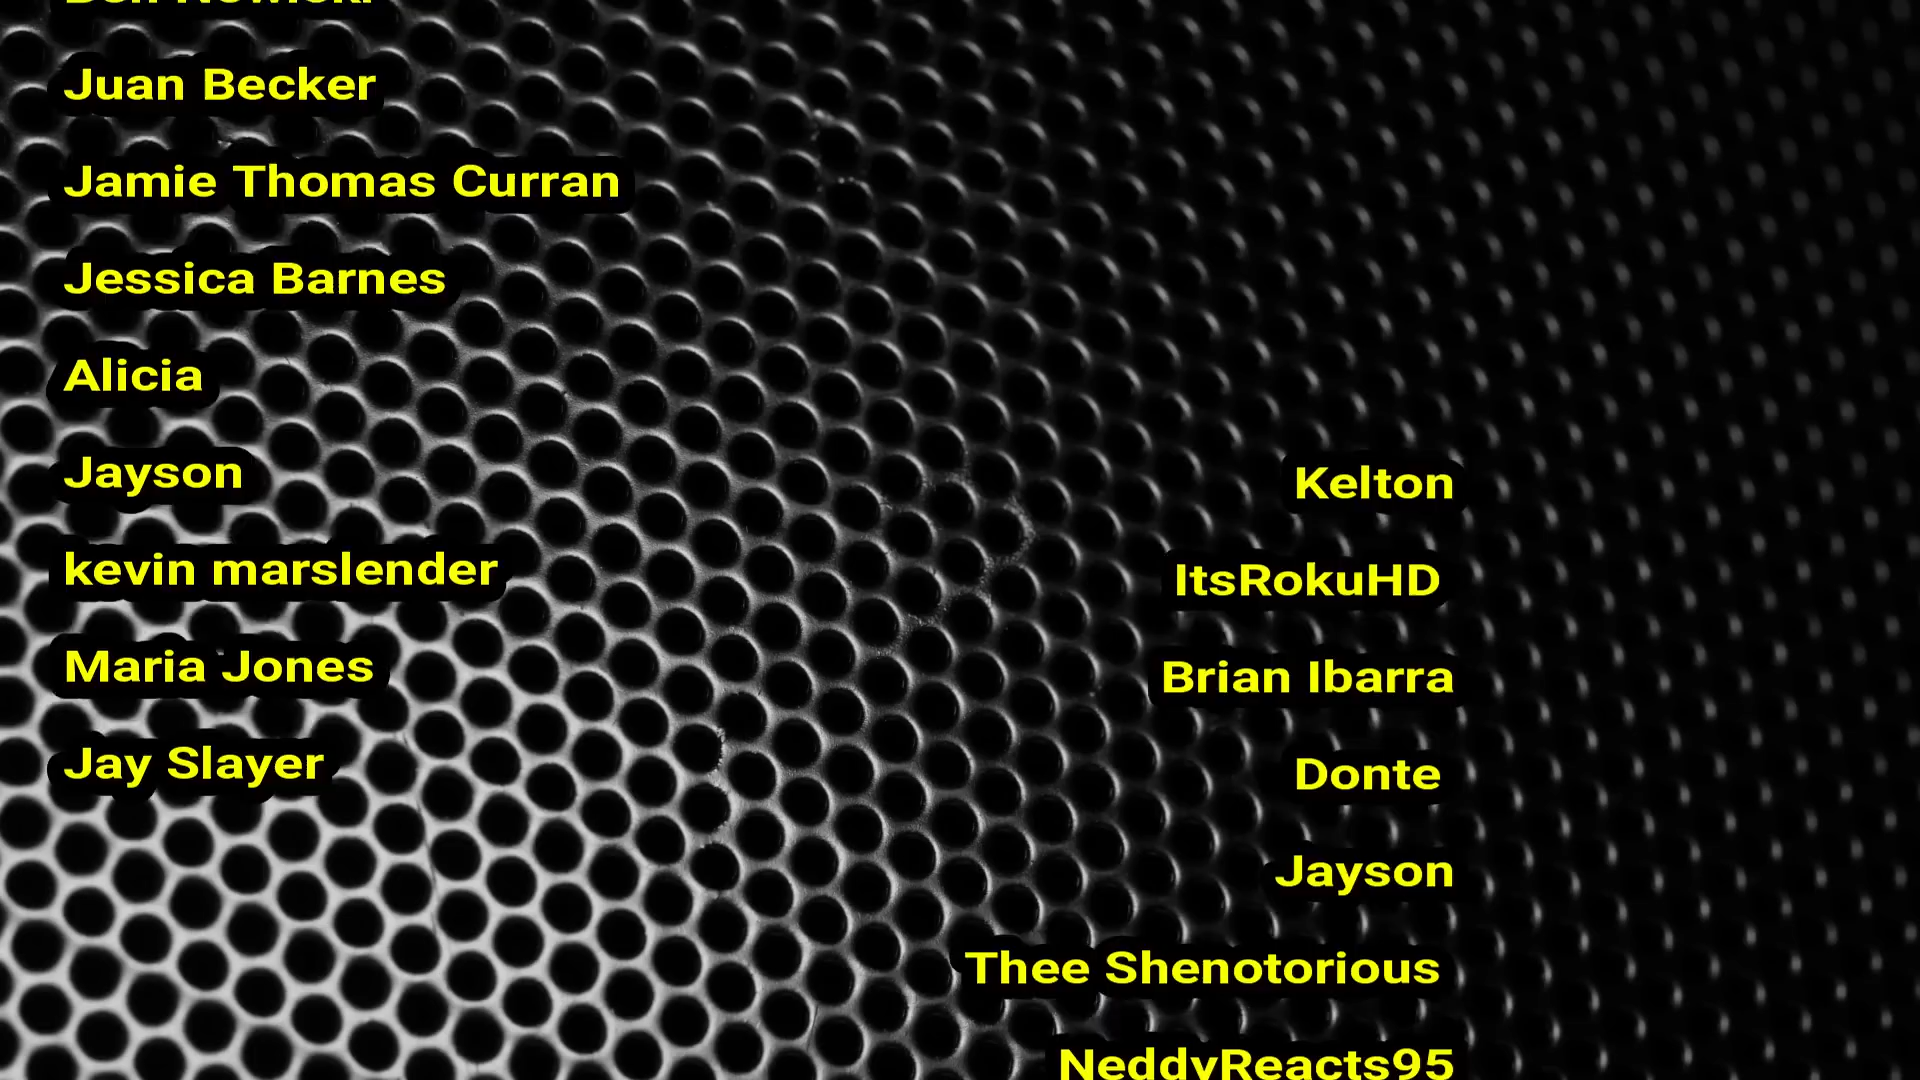 Juan Becker
Jamie Thomas Curran
Jessica Barnes
Alicia
Jayson
kevin marslender
Maria Jones
Jay Slayer
Kelton
ItsRokuHD
Brian Ibarra
Donte
Jayson
Thee Shenotorious
NeddyReacts95